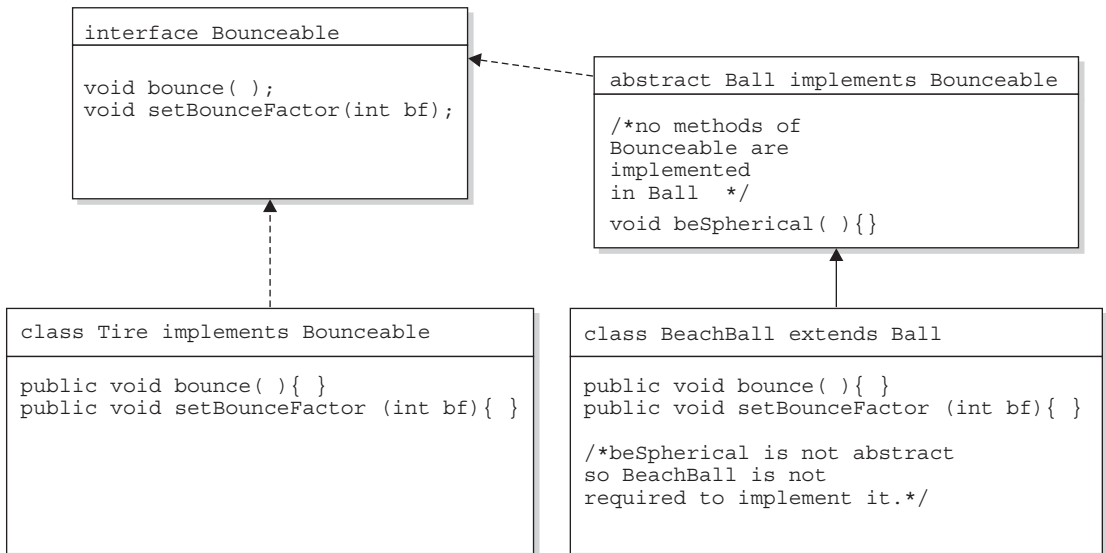 interface Bounceable
void bounce( );
void setBounceFactor(int bf);
abstract Ball implements Bounceable
/*no methods of
Bounceable are
implemented
in Ball  */
void beSpherical( ){}
class Tire implements Bounceable
public void bounce( ){ }
public void setBounceFactor (int bf){ }
class BeachBall extends Ball
public void bounce( ){ }
public void setBounceFactor (int bf){ }
/*beSpherical is not abstract
so BeachBall is not
required to implement it.*/